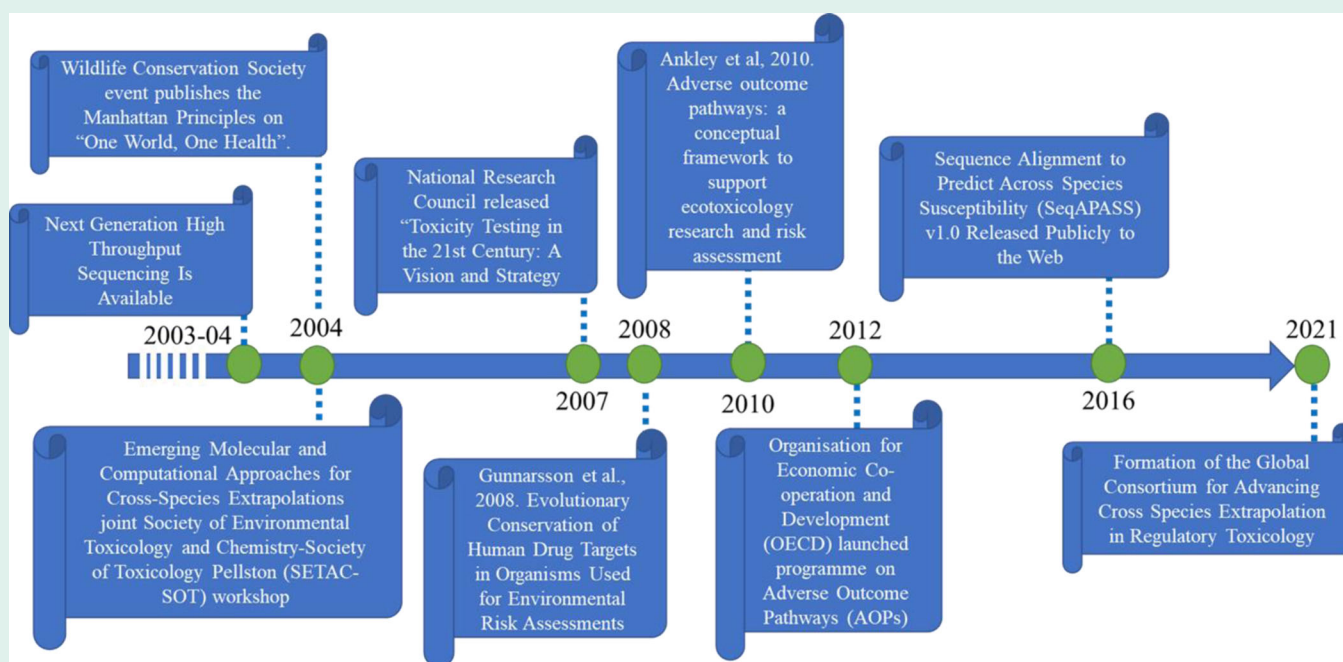 Wildlife Conservation Society
event publishes the
Manhattan Principles on
“One World, One Health”.
Next Generation High
Throughput
Sequencing Is
Available
National Research
Council released
“Toxicity Testing in
the 21st Century: A
Vision and Strategy
Ankley et al, 2010.
Adverse outcome
pathways: a
conceptual
framework to
support
ecotoxicology
research and risk
assessment
Sequence Alignment to
Predict Across Species
Susceptibility (SeqAPASS)
v1.0 Released Publicly to
the Web
2003-04
2004
2007
2008
2010
2012
2016
2021
Emerging Molecular and
Computational Approaches for
Cross-Species Extrapolations
joint Society of Environmental
Toxicology and Chemistry-Society
of Toxicology Pellston (SETAC-
SOT) workshop
Gunnarsson et al.,
2008. Evolutionary
Conservation of
Human Drug Targets
in Organisms Used
for Environmental
Risk Assessments
Organisation for
Economic Co-
operation and
Development
(OECD) launched
programme on
Adverse Outcome
Pathways (AOPs)
Formation of the Global
Consortium for Advancing
Cross Species Extrapolation
in Regulatory Toxicology